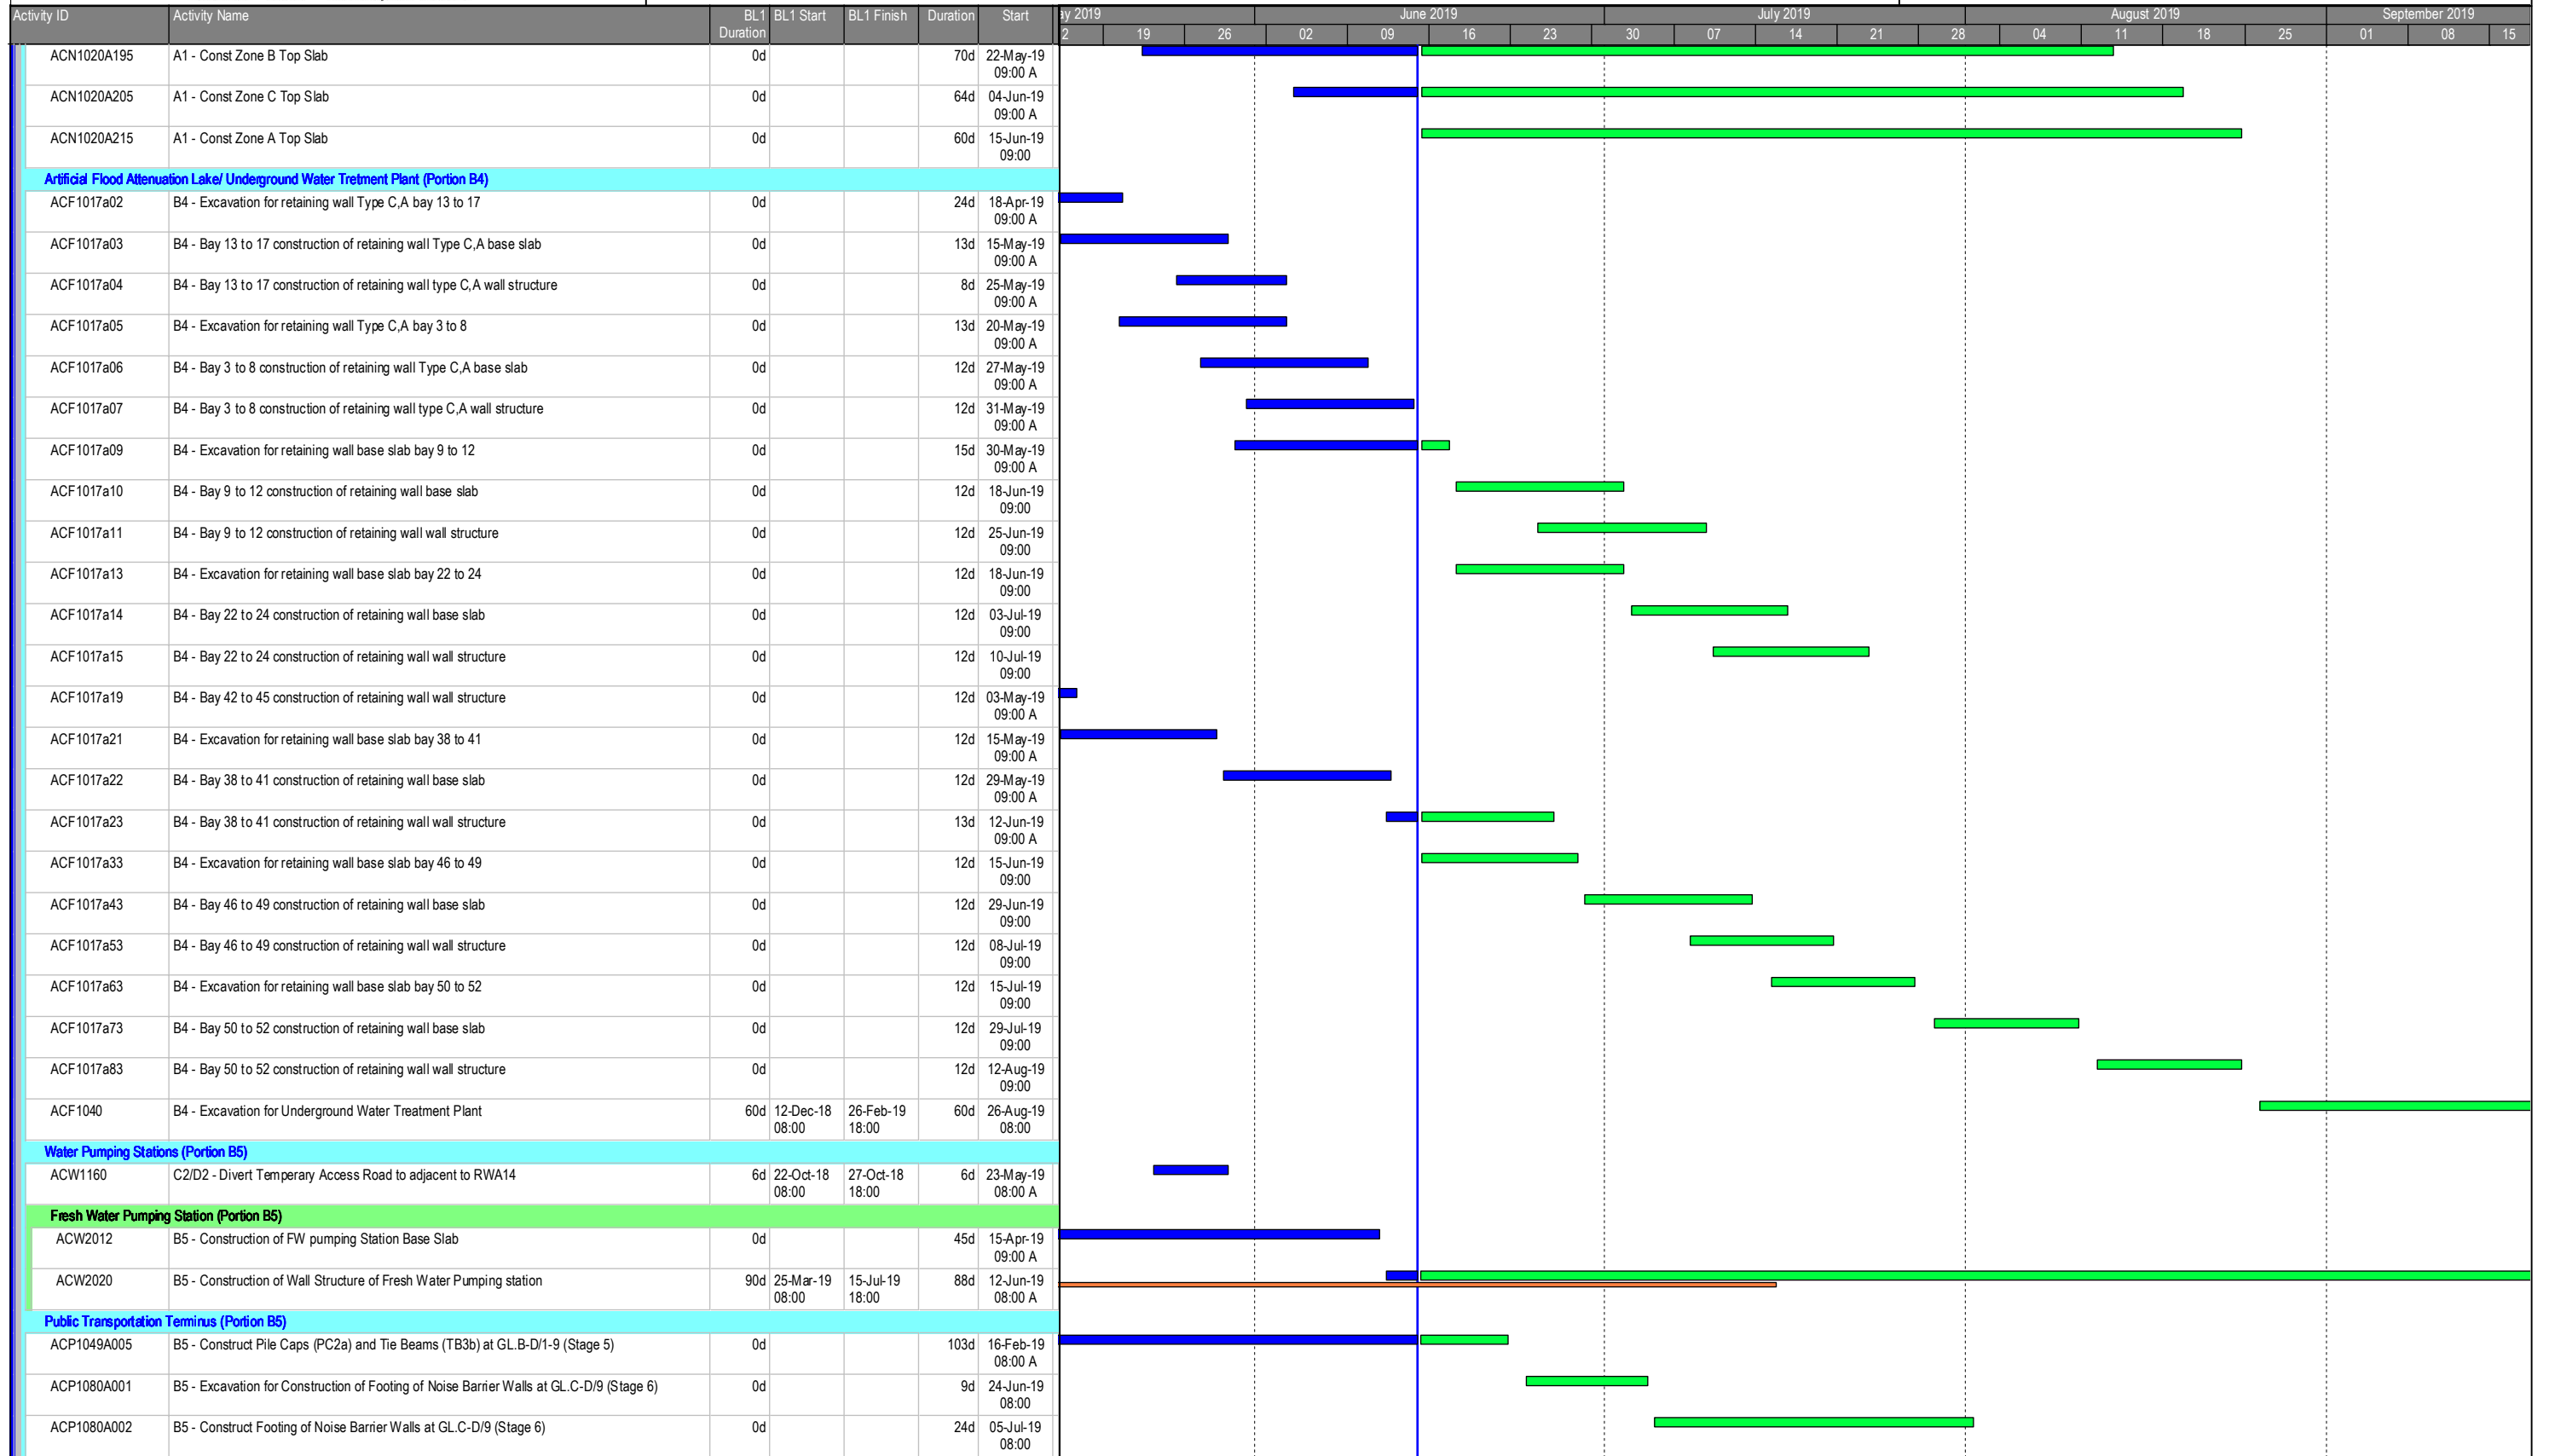 Activity ID Activity Name BL1 BL1 Start BL1 Finish Duration Start ay 2019 June 2019 July 2019 August 2019 September 2019
Duration 2 19 26 02 09 16 23 30 07 14 21 28 04 11 18 25 01 08 15
ACN1020A195 A1 - Const Zone B Top Slab 0d 70d 22-May-19
09:00 A
ACN1020A205 A1 - Const Zone C Top Slab 0d 64d 04-Jun-19
09:00 A
ACN1020A215 A1 - Const Zone A Top Slab 0d 60d 15-Jun-19
09:00
Artificial Flood Attenuation Lake/ Underground Water Tretment Plant (Portion B4)
ACF1017a02 B4 - Excavation for retaining wall Type C,A bay 13 to 17 0d 24d 18-Apr-19
09:00 A
ACF1017a03 B4 - Bay 13 to 17 construction of retaining wall Type C,A base slab 0d 13d 15-May-19
09:00 A
ACF1017a04 B4 - Bay 13 to 17 construction of retaining wall type C,A wall structure 0d 8d 25-May-19
09:00 A
ACF1017a05 B4 - Excavation for retaining wall Type C,A bay 3 to 8 0d 13d 20-May-19
09:00 A
ACF1017a06 B4 - Bay 3 to 8 construction of retaining wall Type C,A base slab 0d 12d 27-May-19
09:00 A
ACF1017a07 B4 - Bay 3 to 8 construction of retaining wall type C,A wall structure 0d 12d 31-May-19
09:00 A
ACF1017a09 B4 - Excavation for retaining wall base slab bay 9 to 12 0d 15d 30-May-19
09:00 A
ACF1017a10 B4 - Bay 9 to 12 construction of retaining wall base slab 0d 12d 18-Jun-19
09:00
ACF1017a11 B4 - Bay 9 to 12 construction of retaining wall wall structure 0d 12d 25-Jun-19
09:00
ACF1017a13 B4 - Excavation for retaining wall base slab bay 22 to 24 0d 12d 18-Jun-19
09:00
ACF1017a14 B4 - Bay 22 to 24 construction of retaining wall base slab 0d 12d 03-Jul-19
09:00
ACF1017a15 B4 - Bay 22 to 24 construction of retaining wall wall structure 0d 12d 10-Jul-19
09:00
ACF1017a19 B4 - Bay 42 to 45 construction of retaining wall wall structure 0d 12d 03-May-19
09:00 A
ACF1017a21 B4 - Excavation for retaining wall base slab bay 38 to 41 0d 12d 15-May-19
09:00 A
ACF1017a22 B4 - Bay 38 to 41 construction of retaining wall base slab 0d 12d 29-May-19
09:00 A
ACF1017a23 B4 - Bay 38 to 41 construction of retaining wall wall structure 0d 13d 12-Jun-19
09:00 A
ACF1017a33 B4 - Excavation for retaining wall base slab bay 46 to 49 0d 12d 15-Jun-19
09:00
ACF1017a43 B4 - Bay 46 to 49 construction of retaining wall base slab 0d 12d 29-Jun-19
09:00
ACF1017a53 B4 - Bay 46 to 49 construction of retaining wall wall structure 0d 12d 08-Jul-19
09:00
ACF1017a63 B4 - Excavation for retaining wall base slab bay 50 to 52 0d 12d 15-Jul-19
09:00
ACF1017a73 B4 - Bay 50 to 52 construction of retaining wall base slab 0d 12d 29-Jul-19
09:00
ACF1017a83 B4 - Bay 50 to 52 construction of retaining wall wall structure 0d 12d 12-Aug-19
09:00
ACF1040 B4 - Excavation for Underground Water Treatment Plant 60d 12-Dec-18 26-Feb-19 60d 26-Aug-19
08:00 18:00 08:00
Water Pumping Stations (Portion B5)
ACW1160 C2/D2 - Divert Temperary Access Road to adjacent to RWA14 6d 22-Oct-18 27-Oct-18 6d 23-May-19
08:00 18:00 08:00 A
Fresh Water Pumping Station (Portion B5)
ACW2012 B5 - Construction of FW pumping Station Base Slab 0d 45d 15-Apr-19
09:00 A
ACW2020 B5 - Construction of Wall Structure of Fresh Water Pumping station 90d 25-Mar-19 15-Jul-19 88d 12-Jun-19
08:00 18:00 08:00 A
Public Transportation Terminus (Portion B5)
ACP1049A005 B5 - Construct Pile Caps (PC2a) and Tie Beams (TB3b) at GL.B-D/1-9 (Stage 5) 0d 103d 16-Feb-19
08:00 A
ACP1080A001 B5 - Excavation for Construction of Footing of Noise Barrier Walls at GL.C-D/9 (Stage 6) 0d 9d 24-Jun-19
08:00
ACP1080A002 B5 - Construct Footing of Noise Barrier Walls at GL.C-D/9 (Stage 6) 0d 24d 05-Jul-19
08:00